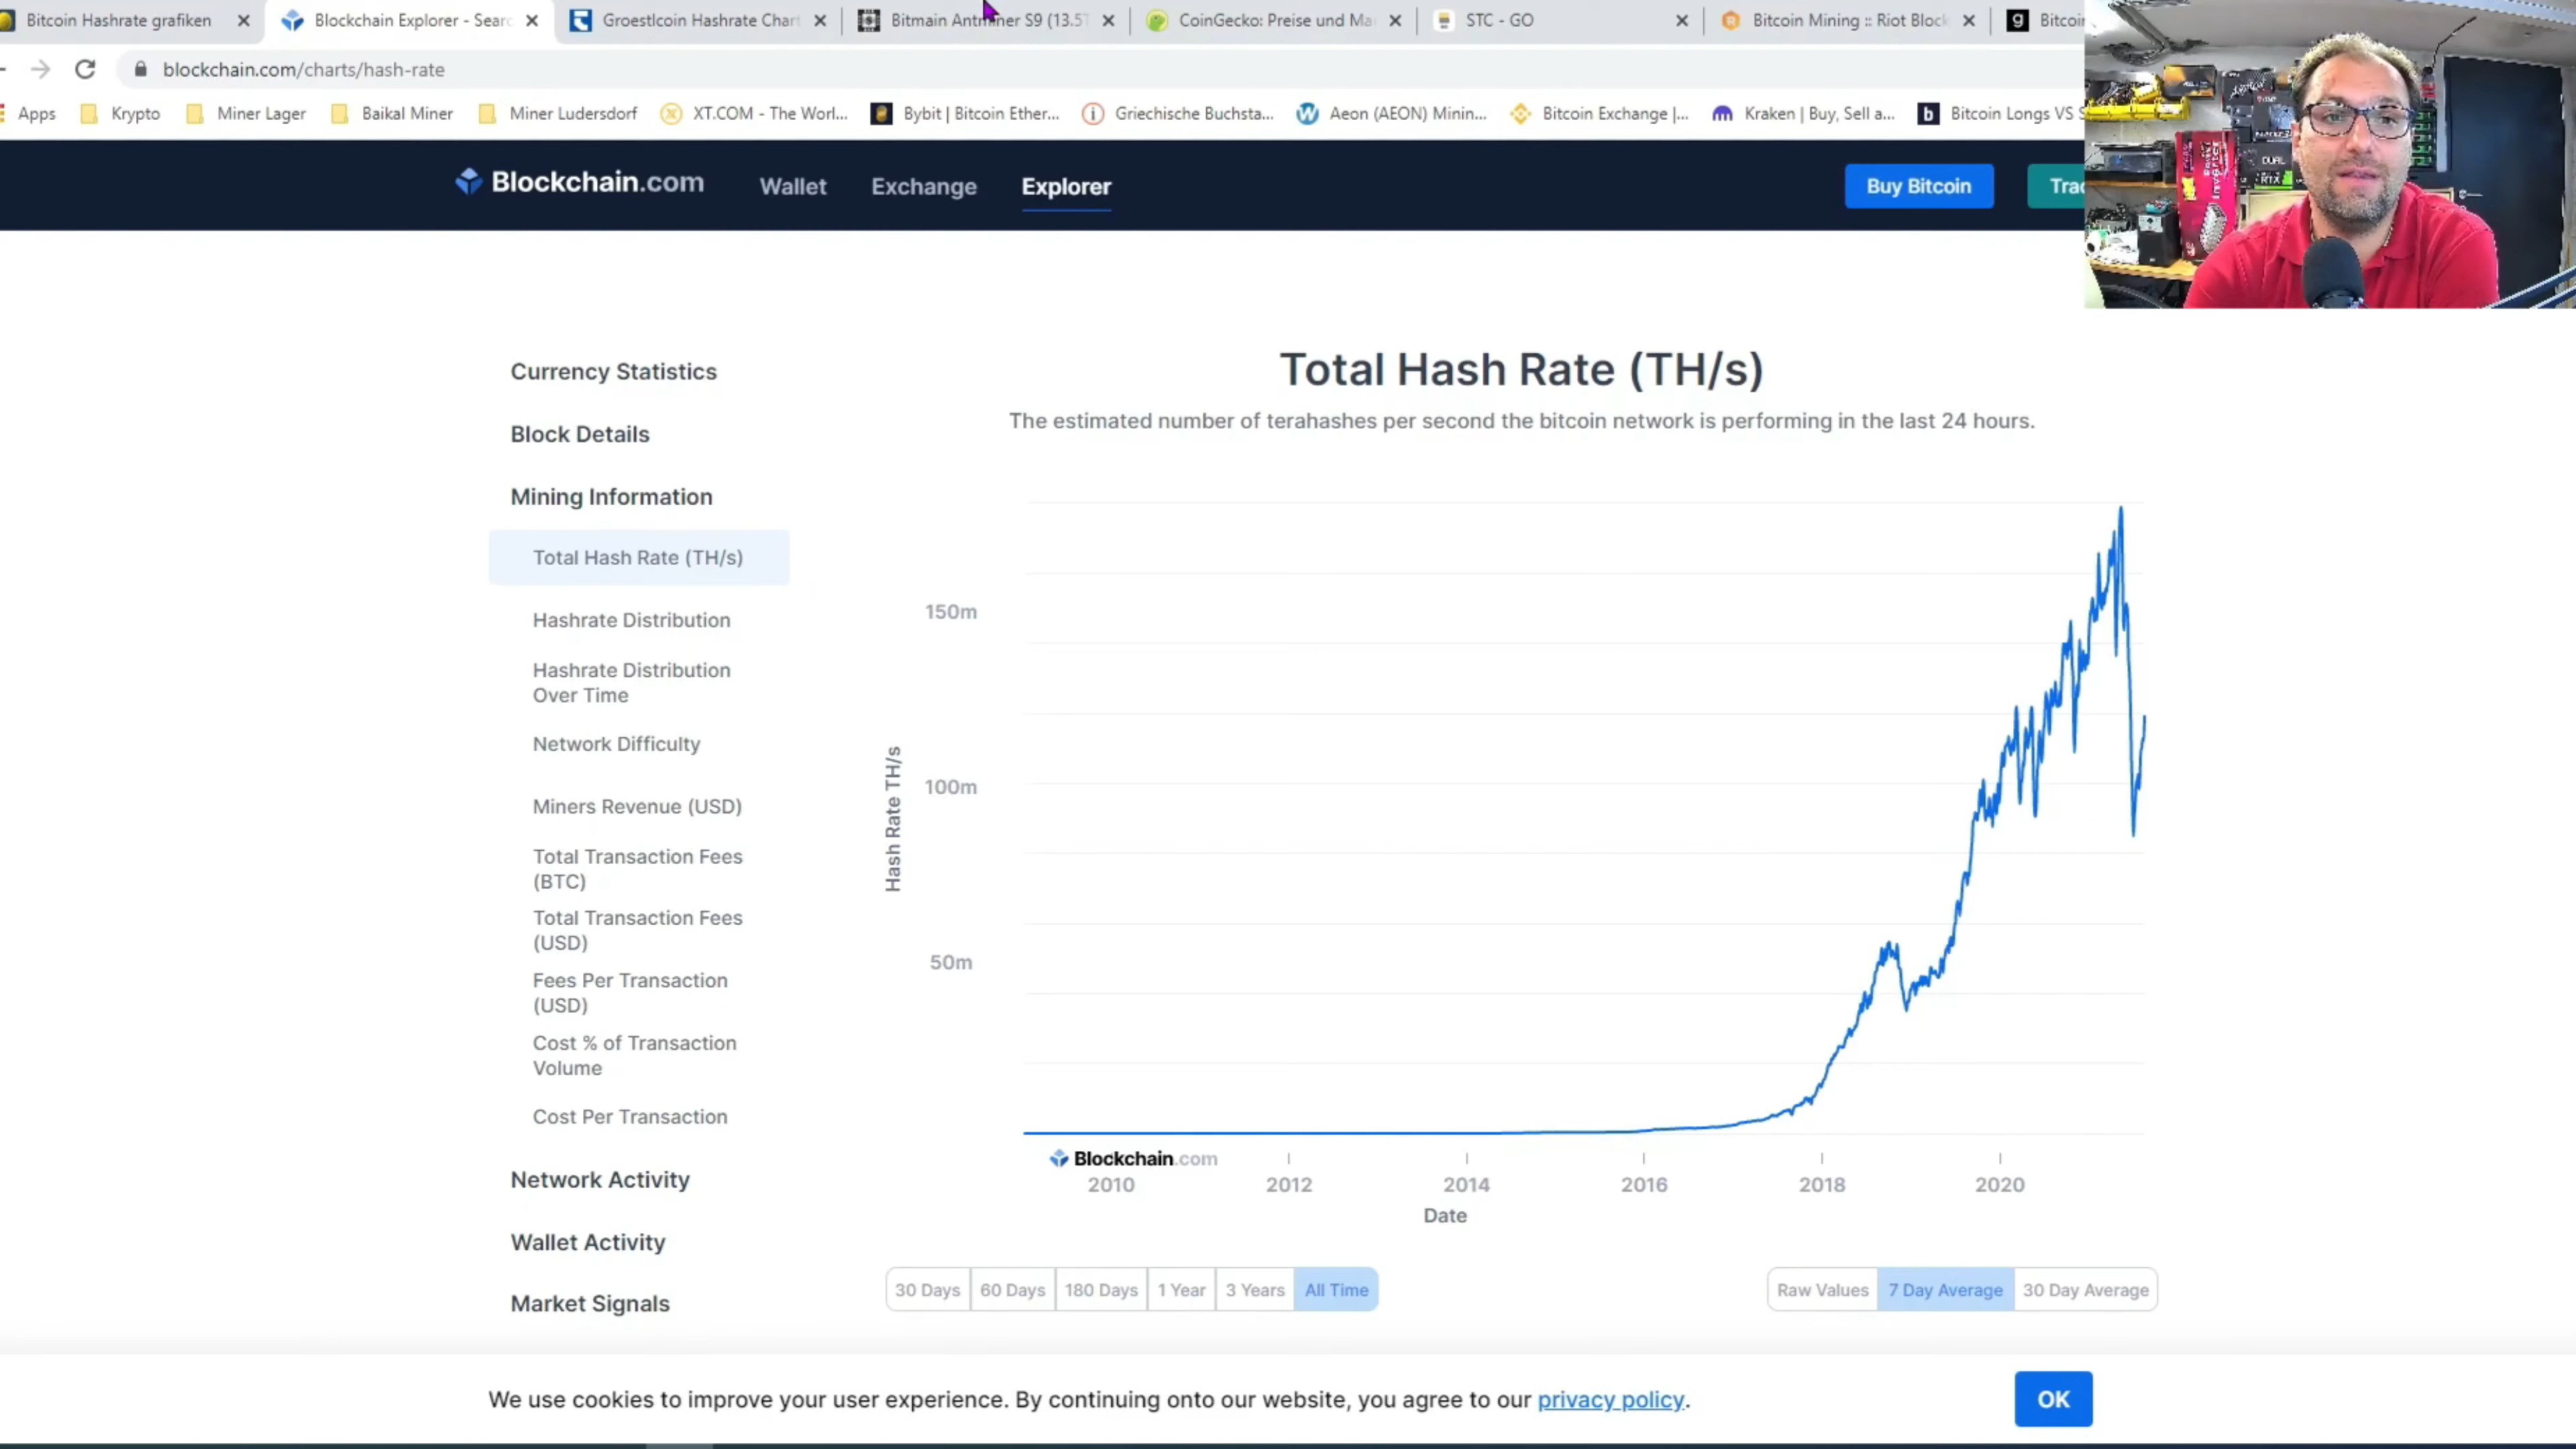 Bitcoin Hashrate grafiken
Blockchain Explorer - Searc
Groestlcoin Hashrate Chart
Bitmain Antminer S9 (13.5T
CoinGecko: Preise und Ma
STC - GO
Bitcoin Mining :: Riot Block
Bitcoin
blockchain.com/charts/hash-rate
Apps
Krypto
Miner Lager
Baikal Miner
Miner Ludersdorf
XT.COM - The Worl...
Bybit | Bitcoin Ether...
Griechische Buchsta...
Aeon (AEON) Minin...
Bitcoin Exchange |...
Kraken | Buy, Sell a...
Bitcoin Longs VS S
Blockchain.com
Wallet
Exchange
Explorer
Buy Bitcoin
Trad
DUAL
RTX
Currency Statistics
Block Details
Mining Information
Total Hash Rate (TH/s)
Hashrate Distribution
Hashrate Distribution
Over Time
Network Difficulty
Miners Revenue (USD)
Total Transaction Fees
(BTC)
Total Transaction Fees
(USD)
Fees Per Transaction
(USD)
Cost % of Transaction
Volume
Cost Per Transaction
Network Activity
Wallet Activity
Market Signals
Total Hash Rate (TH/s)
The estimated number of terahashes per second the bitcoin network is performing in the last 24 hours.
150m
100m
50m
Hash Rate TH/s
Blockchain.com
2010
2012
2014
2016
2018
2020
Date
30 Days
60 Days
180 Days
1 Year
3 Years
All Time
Raw Values
7 Day Average
30 Day Average
We use cookies to improve your user experience. By continuing onto our website, you agree to our privacy policy.
OK